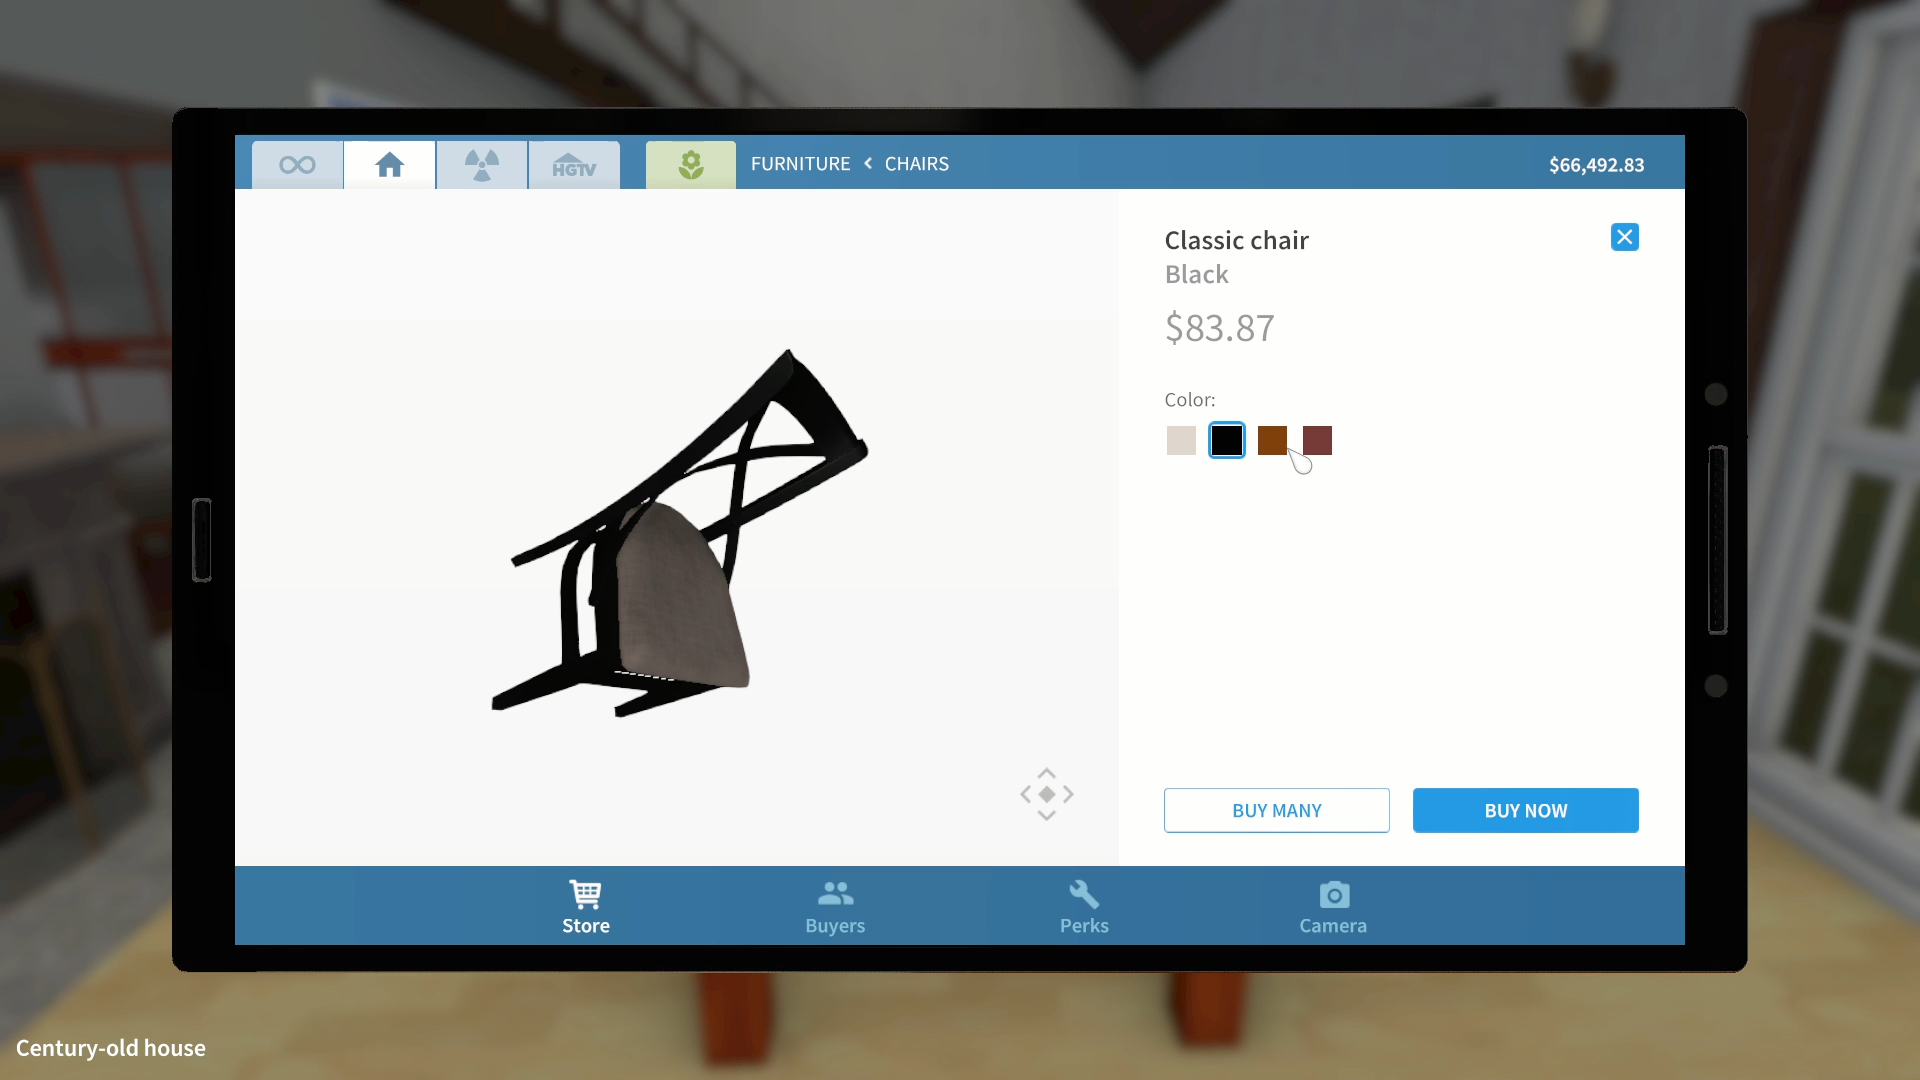 HGTV
FURNITURE < CHAIRS
$66,492.83
Classic chair
Black
$83.87
Color:
BUY MANY
BUY NOW
Store
Buyers
Perks
Camera
Century-old house